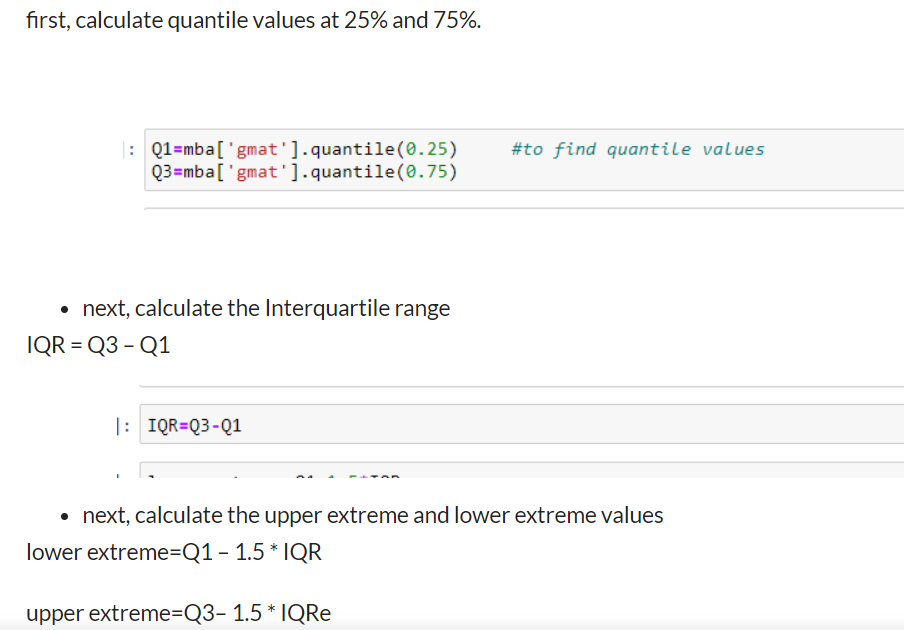 first, calculate quantile values at 25% and 75%.
Q1=mba['gmat'].quantile(0.25) #to find quantile values
Q3=mba['gmat'].quantile(0.75)
• next, calculate the Interquartile range
IQR = Q3 – Q1
IQR=Q3-Q1
• next, calculate the upper extreme and lower extreme values
lower extreme=Q1 – 1.5 * IQR
upper extreme=Q3– 1.5 * IQRe